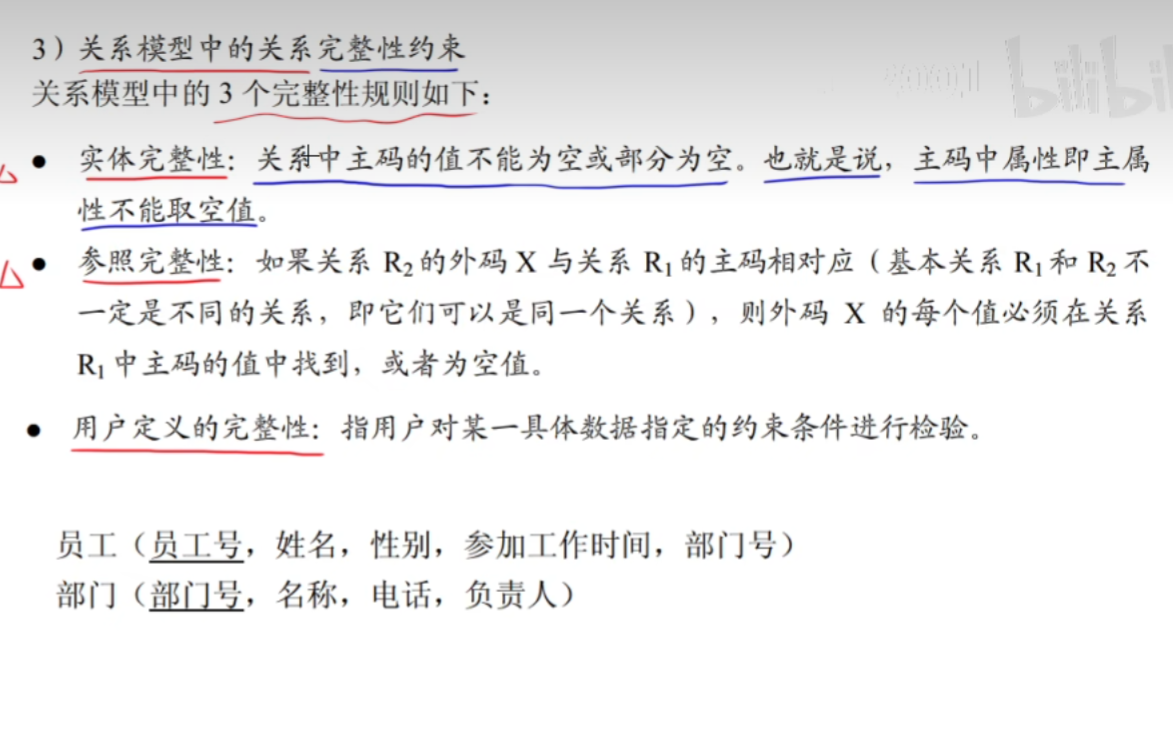 3）关系模型中的关系完整性约束
关系模型中的 3 个完整性规则如下：
● 实体完整性：关系中主码的值不能为空或部分为空。也就是说，主码中属性即主属
性不能取空值。
● 参照完整性：如果关系 R₂ 的外码 X 与关系 R₁ 的主码相对应（基本关系 R₁ 和 R₂ 不
一定是不同的关系，即它们可以是同一个关系），则外码 X 的每个值必须在关系
R₁ 中主码的值中找到，或者为空值。
● 用户定义的完整性：指用户对某一具体数据指定的约束条件进行检验。
员工（员工号，姓名，性别，参加工作时间，部门号）
部门（部门号，名称，电话，负责人）